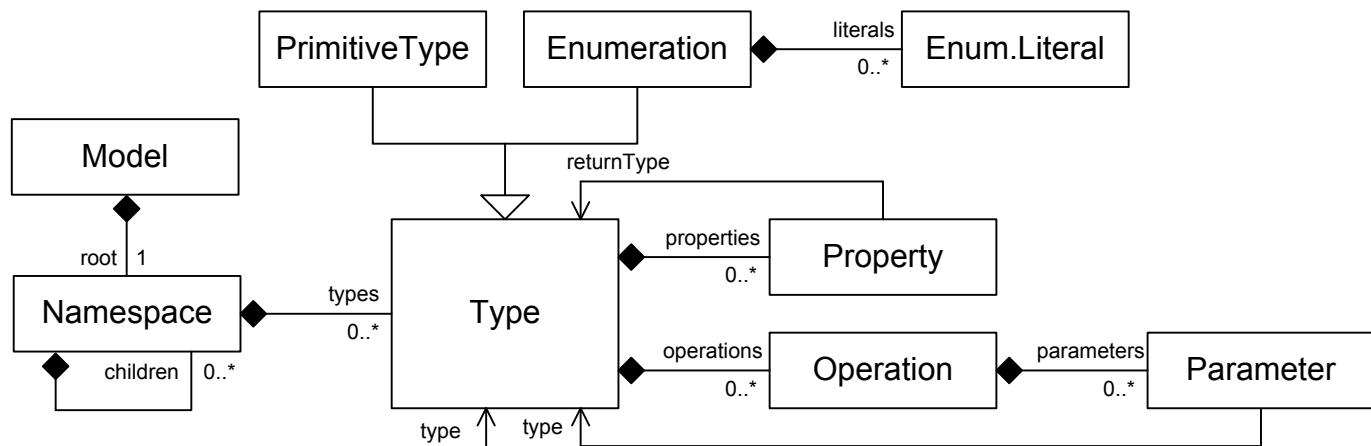 PrimitiveType
Enumeration
literals
0..*
Enum.Literal
Model
returnType
root
1
Namespace
children
0..*
types
0..*
Type
properties
0..*
Property
operations
0..*
Operation
parameters
0..*
Parameter
type
type